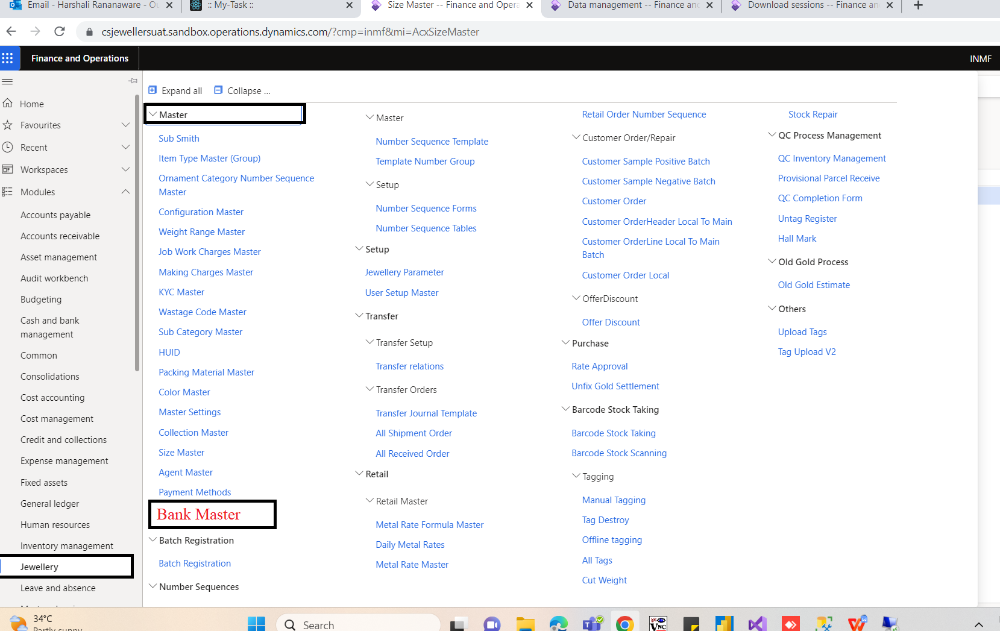 Email - Harshali Rananaware - Ou
:: My-Task ::
Size Master -- Finance and Opera
Data management -- Finance and
Download sessions -- Finance and
csjewellersuat.sandbox.operations.dynamics.com/?cmp=inmf&mi=AcxSizeMaster
Finance and Operations
INMF
Home
Favourites
Recent
Workspaces
Modules
Accounts payable
Accounts receivable
Asset management
Audit workbench
Budgeting
Cash and bank
management
Common
Consolidations
Cost accounting
Cost management
Credit and collections
Expense management
Fixed assets
General ledger
Human resources
Inventory management
Jewellery
Leave and absence
Expand all
Collapse ...
Master
Sub Smith
Item Type Master (Group)
Ornament Category Number Sequence
Master
Configuration Master
Weight Range Master
Job Work Charges Master
Making Charges Master
KYC Master
Wastage Code Master
Sub Category Master
HUID
Packing Material Master
Color Master
Master Settings
Collection Master
Size Master
Agent Master
Payment Methods
Bank Master
Batch Registration
Batch Registration
Number Sequences
Master
Number Sequence Template
Template Number Group
Setup
Number Sequence Forms
Number Sequence Tables
Setup
Jewellery Parameter
User Setup Master
Transfer
Transfer Setup
Transfer relations
Transfer Orders
Transfer Journal Template
All Shipment Order
All Received Order
Retail
Retail Master
Metal Rate Formula Master
Daily Metal Rates
Metal Rate Master
Retail Order Number Sequence
Customer Order/Repair
Customer Sample Positive Batch
Customer Sample Negative Batch
Customer Order
Customer OrderHeader Local To Main
Customer OrderLine Local To Main
Batch
Customer Order Local
OfferDiscount
Offer Discount
Purchase
Rate Approval
Unfix Gold Settlement
Barcode Stock Taking
Barcode Stock Taking
Barcode Stock Scanning
Tagging
Manual Tagging
Tag Destroy
Offline tagging
All Tags
Cut Weight
Stock Repair
QC Process Management
QC Inventory Management
Provisional Parcel Receive
QC Completion Form
Untag Register
Hall Mark
Old Gold Process
Old Gold Estimate
Others
Upload Tags
Tag Upload V2
34°C
Partly sunny
Search
VNC